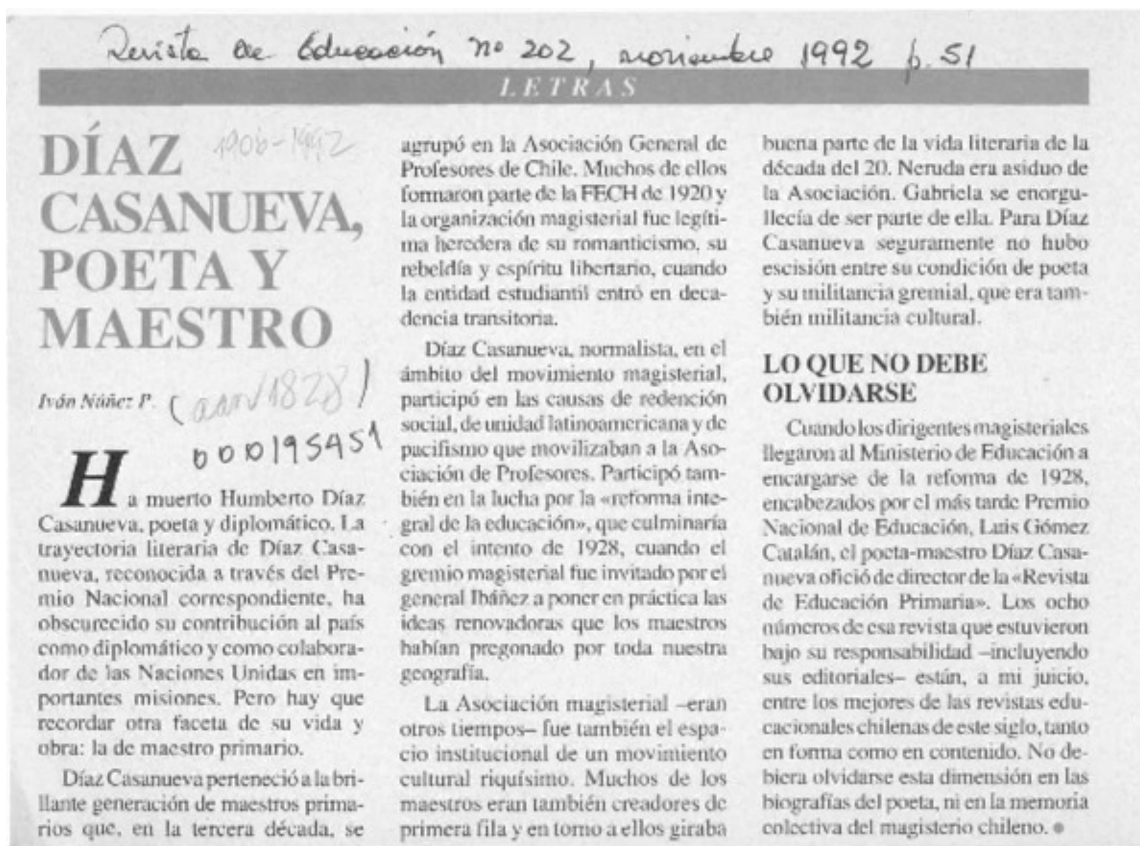 Revista de Educación nº 202, noviembre 1992 p. 51
LETRAS
DÍAZ
CASANUEVA,
POETA Y
MAESTRO
1906-1992
Iván Núñez P.
(aan1828)
000195451
Ha muerto Humberto Díaz
Casanueva, poeta y diplomático. La
trayectoria literaria de Díaz Casa-
nueva, reconocida a través del Pre-
mio Nacional correspondiente, ha
obscurecido su contribución al país
como diplomático y como colabora-
dor de las Naciones Unidas en im-
portantes misiones. Pero hay que
recordar otra faceta de su vida y
obra: la de maestro primario.
Díaz Casanueva perteneció a la bri-
llante generación de maestros prima-
rios que, en la tercera década, se
agrupó en la Asociación General de
Profesores de Chile. Muchos de ellos
formaron parte de la FECH de 1920 y
la organización magisterial fue legíti-
ma heredera de su romanticismo, su
rebeldía y espíritu libertario, cuando
la entidad estudiantil entró en deca-
dencia transitoria.
Díaz Casanueva, normalista, en el
ámbito del movimiento magisterial,
participó en las causas de redención
social, de unidad latinoamericana y de
pacifismo que movilizaban a la Aso-
ciación de Profesores. Participó tam-
bién en la lucha por la «reforma inte-
gral de la educación», que culminaría
con el intento de 1928, cuando el
gremio magisterial fue invitado por el
general Ibáñez a poner en práctica las
ideas renovadoras que los maestros
habían pregonado por toda nuestra
geografía.
La Asociación magisterial –eran
otros tiempos– fue también el espa-
cio institucional de un movimiento
cultural riquísimo. Muchos de los
maestros eran también creadores de
primera fila y en torno a ellos giraba
buena parte de la vida literaria de la
década del 20. Neruda era asiduo de
la Asociación. Gabriela se enorgu-
llecía de ser parte de ella. Para Díaz
Casanueva seguramente no hubo
escisión entre su condición de poeta
y su militancia gremial, que era tam-
bién militancia cultural.
LO QUE NO DEBE
OLVIDARSE
Cuando los dirigentes magisteriales
llegaron al Ministerio de Educación a
encargarse de la reforma de 1928,
encabezados por el más tarde Premio
Nacional de Educación, Luis Gómez
Catalán, el poeta-maestro Díaz Casa-
nueva ofició de director de la «Revista
de Educación Primaria». Los ocho
números de esa revista que estuvieron
bajo su responsabilidad –incluyendo
sus editoriales– están, a mi juicio,
entre los mejores de las revistas edu-
cacionales chilenas de este siglo, tanto
en forma como en contenido. No de-
biera olvidarse esta dimensión en las
biografías del poeta, ni en la memoria
colectiva del magisterio chileno.